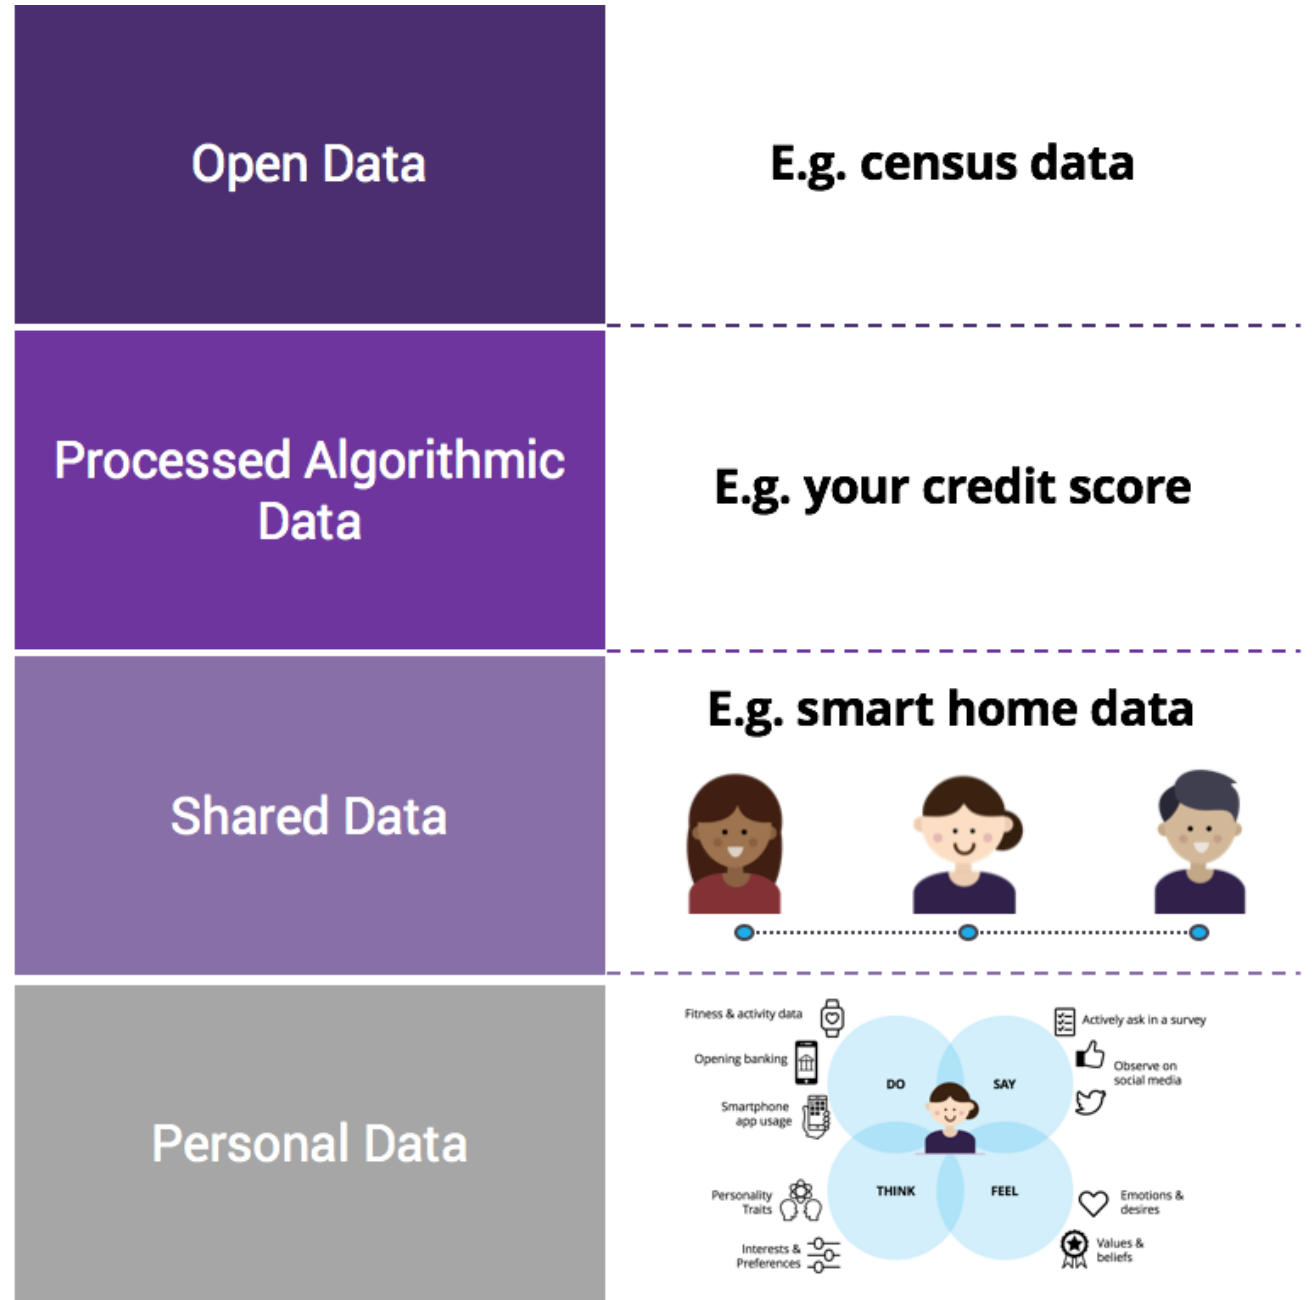 Open Data
E.g. census data
Processed Algorithmic
Data
E.g. your credit score
Shared Data
E.g. smart home data
Personal Data
Fitness & activity data
Opening banking
Smartphone
app usage
DO
SAY
Actively ask in a survey
Observe on
social media
Personality
Traits
Interests &
Preferences
THINK
FEEL
Emotions &
desires
Values &
beliefs